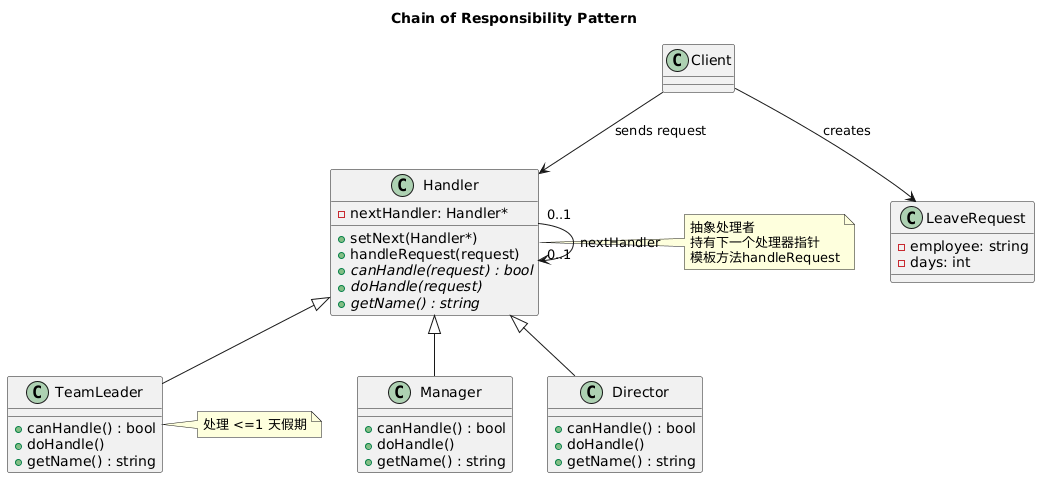 Chain of Responsibility Pattern
C Client
sends request
creates
C Handler
nextHandler: Handler*
setNext(Handler*)
handleRequest(request)
canHandle(request) : bool
doHandle(request)
getName() : string
0..1
nextHandler
0..1
抽象处理者
持有下一个处理器指针
模板方法handleRequest
C LeaveRequest
employee: string
days: int
C TeamLeader
canHandle() : bool
doHandle()
getName() : string
处理 <=1 天假期
C Manager
canHandle() : bool
doHandle()
getName() : string
C Director
canHandle() : bool
doHandle()
getName() : string